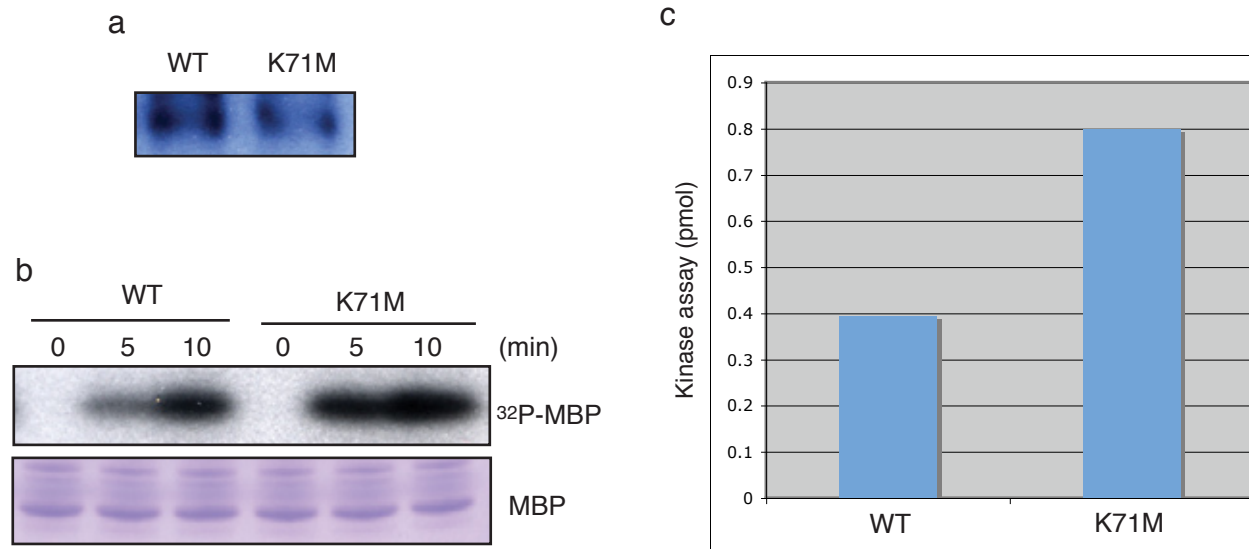 a
WT K71M
b
WT K71M
0 5 10 0 5 10 (min)
³²P-MBP
MBP
c
Kinase assay (pmol)
0.9
0.8
0.7
0.6
0.5
0.4
0.3
0.2
0.1
0
WT K71M